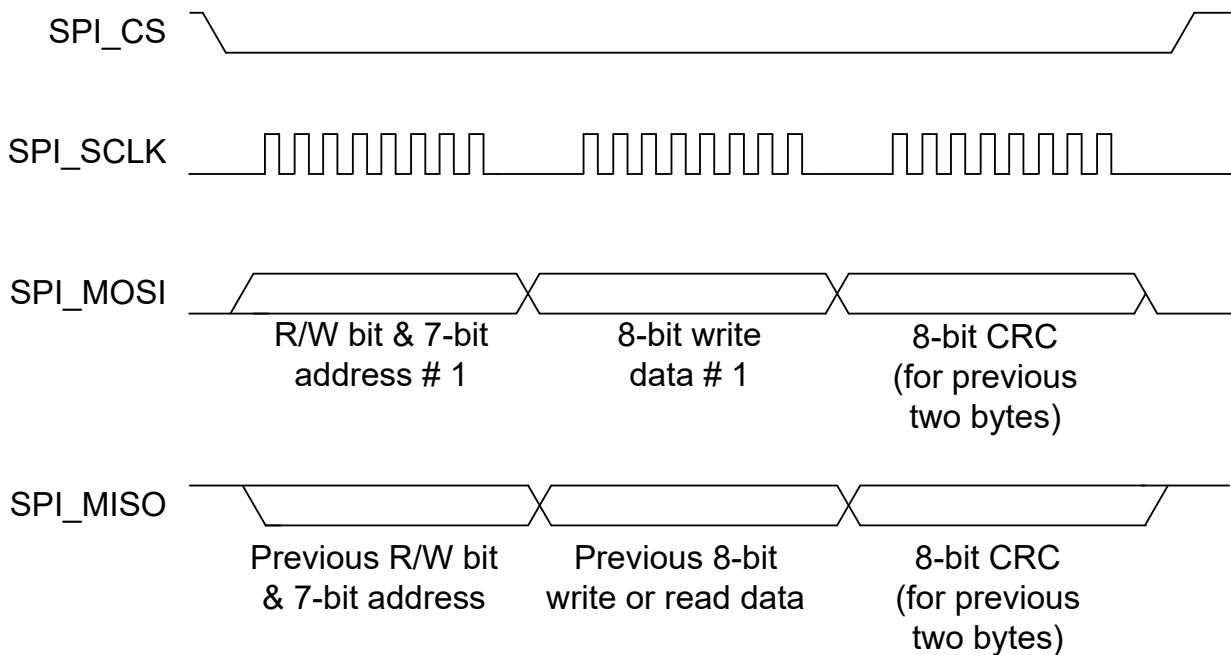 SPI_CS
SPI_SCLK
SPI_MOSI
R/W bit & 7-bit
address # 1
8-bit write
data # 1
8-bit CRC
(for previous
two bytes)
SPI_MISO
Previous R/W bit
& 7-bit address
Previous 8-bit
write or read data
8-bit CRC
(for previous
two bytes)